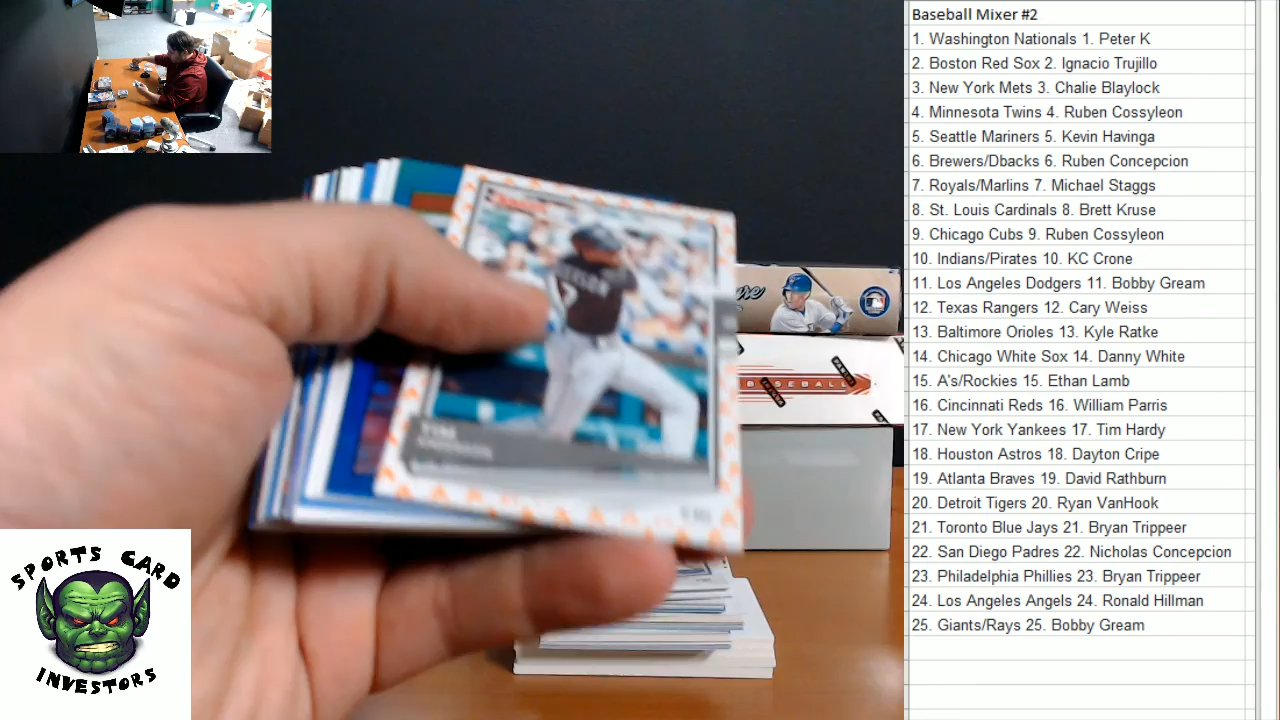 Baseball Mixer #2
1. Washington Nationals 1. Peter K
2. Boston Red Sox 2. Ignacio Trujillo
3. New York Mets 3. Chalie Blaylock
4. Minnesota Twins 4. Ruben Cossyleon
5. Seattle Mariners 5. Kevin Havinga
6. Brewers/Dbacks 6. Ruben Concepcion
7. Royals/Marlins 7. Michael Staggs
8. St. Louis Cardinals 8. Brett Kruse
9. Chicago Cubs 9. Ruben Cossyleon
10. Indians/Pirates 10. KC Crone
11. Los Angeles Dodgers 11. Bobby Gream
12. Texas Rangers 12. Cary Weiss
13. Baltimore Orioles 13. Kyle Ratke
14. Chicago White Sox 14. Danny White
15. A's/Rockies 15. Ethan Lamb
16. Cincinnati Reds 16. William Parris
17. New York Yankees 17. Tim Hardy
18. Houston Astros 18. Dayton Cripe
19. Atlanta Braves 19. David Rathburn
20. Detroit Tigers 20. Ryan VanHook
21. Toronto Blue Jays 21. Bryan Trippeer
22. San Diego Padres 22. Nicholas Concepcion
23. Philadelphia Phillies 23. Bryan Trippeer
24. Los Angeles Angels 24. Ronald Hillman
25. Giants/Rays 25. Bobby Gream
TIM
BASEBALL
SPORTS CARD
INVESTORS